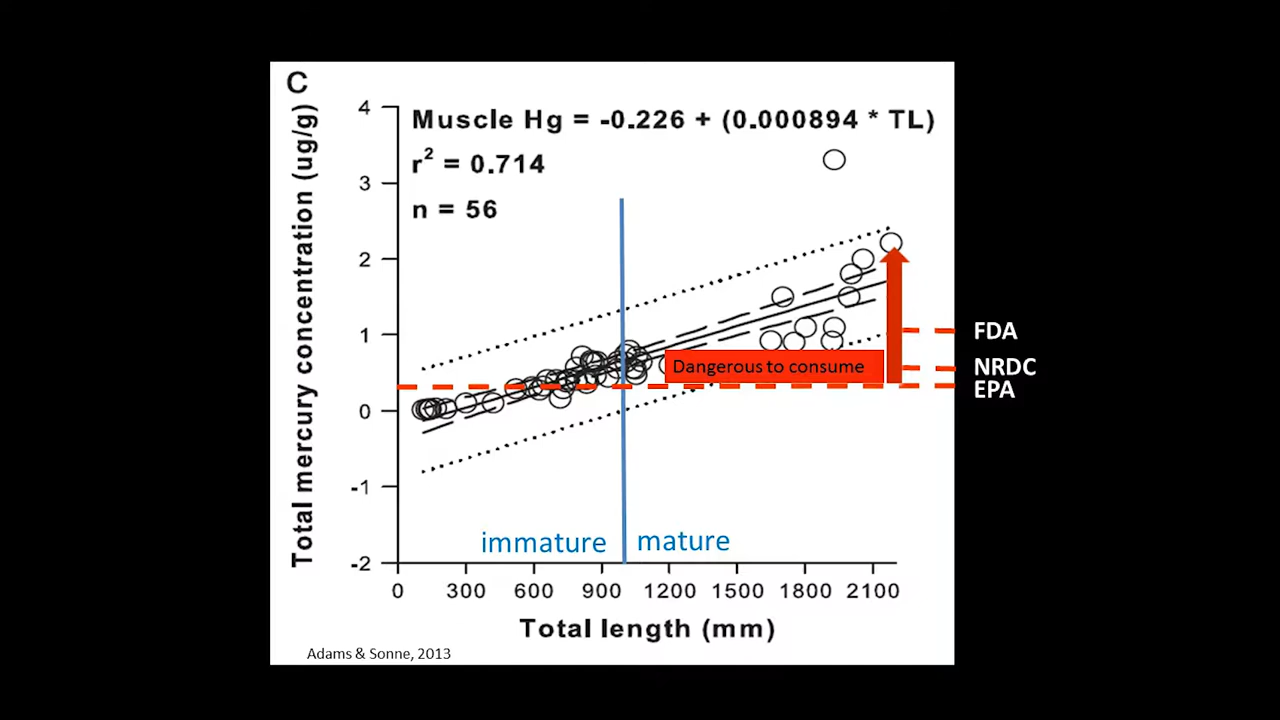 C
Muscle Hg = -0.226 + (0.000894 * TL)
r² = 0.714
n = 56
Total mercury concentration (ug/g)
4
3
2
1
0
-1
-2
FDA
NRDC
EPA
Dangerous to consume
immature
mature
0 300 600 900 1200 1500 1800 2100
Total length (mm)
Adams & Sonne, 2013